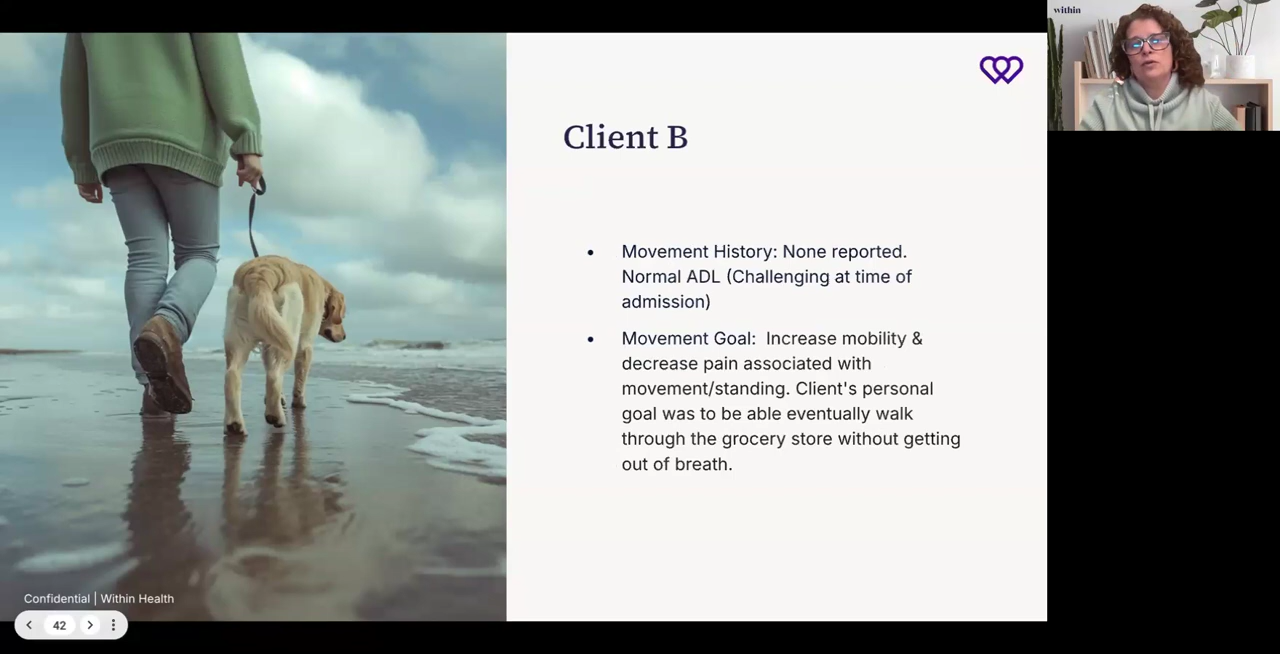 within
Client B
• Movement History: None reported.
Normal ADL (Challenging at time of
admission)
• Movement Goal:  Increase mobility &
decrease pain associated with
movement/standing. Client's personal
goal was to be able eventually walk
through the grocery store without getting
out of breath.
Confidential | Within Health
42